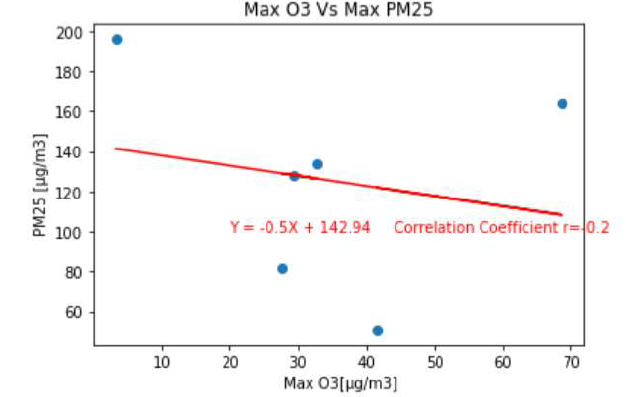 Max O3 Vs Max PM25
PM25 [µg/m3]
200
180
160
140
120
100
80
60
Y = -0.5X + 142.94 Correlation Coefficient r=-0.2
10 20 30 40 50 60 70
Max O3[µg/m3]